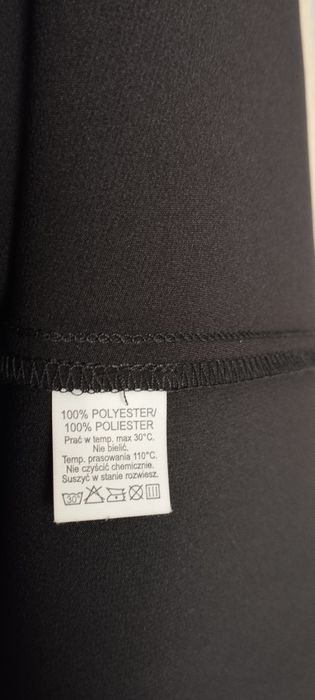 100% POLYESTER/
100% POLIESTER
Prać w temp. max 30°C.
Nie bielić.
Temp. prasowania 110°C.
Nie czyścić chemicznie.
Suszyć w stanie rozwiesz.
30°